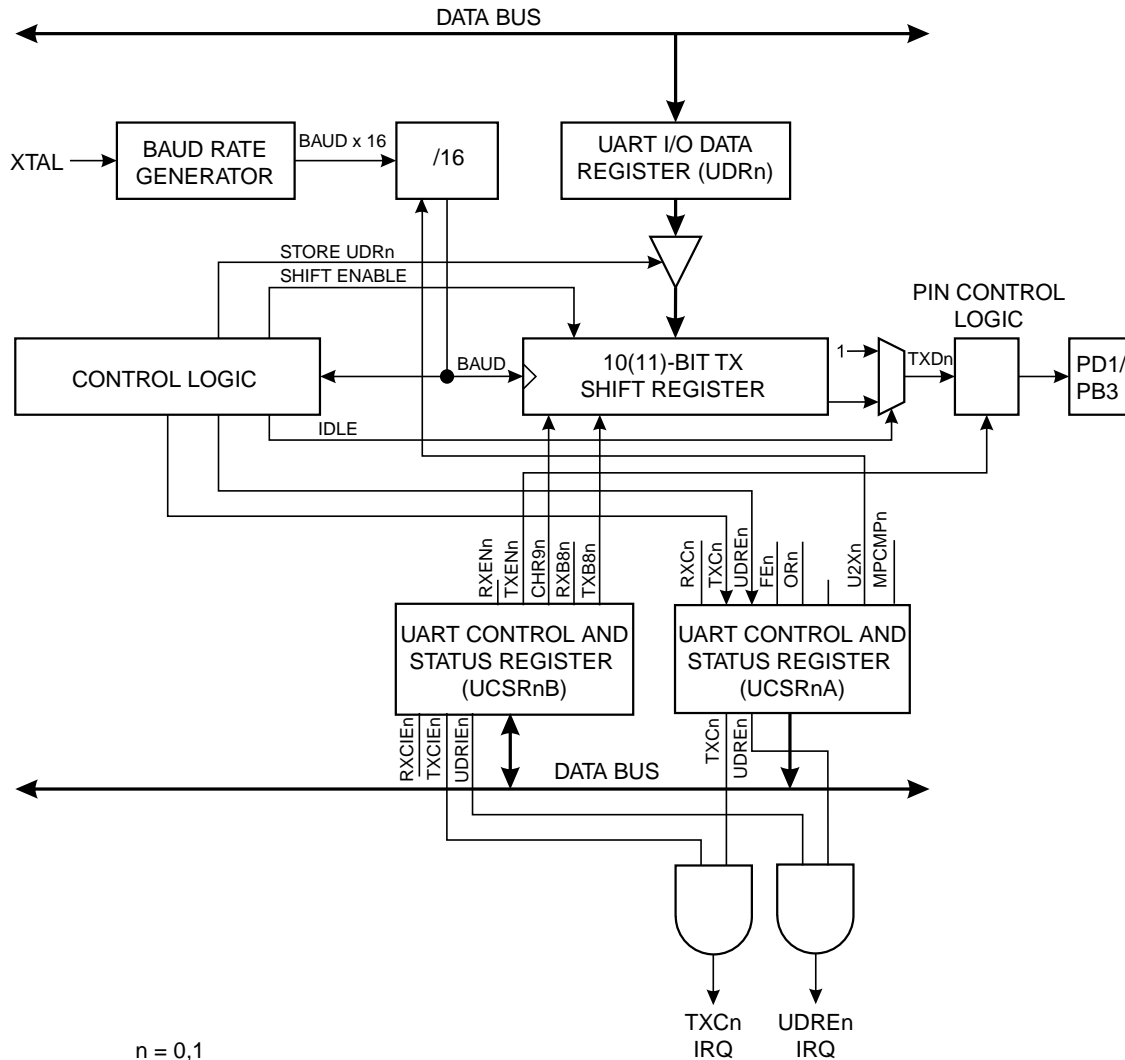 DATA BUS
XTAL
BAUD RATE
GENERATOR
BAUD x 16
/16
UART I/O DATA
REGISTER (UDRn)
STORE UDRn
SHIFT ENABLE
PIN CONTROL
LOGIC
CONTROL LOGIC
BAUD
10(11)-BIT TX
SHIFT REGISTER
1
TXDn
PD1/
PB3
IDLE
RXENn
TXENn
CHR9n
RXB8n
TXB8n
RXCn
TXCn
UDREn
FEn
ORn
U2Xn
MPCMPn
UART CONTROL AND
STATUS REGISTER
(UCSRnB)
UART CONTROL AND
STATUS REGISTER
(UCSRnA)
RXCIEn
TXCIEn
UDRIEn
TXCn
UDREn
DATA BUS
TXCn
IRQ
UDREn
IRQ
n = 0,1